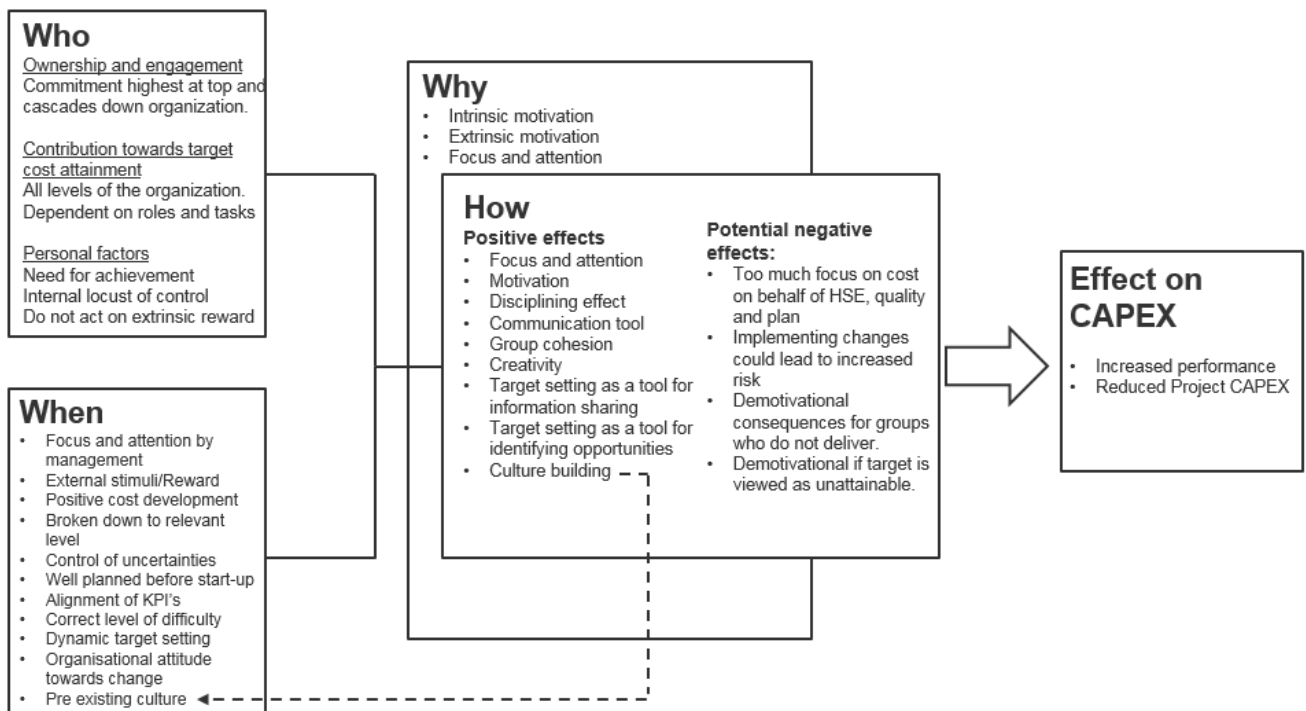 Who
Ownership and engagement
Commitment highest at top and
cascades down organization.
Contribution towards target
cost attainment
All levels of the organization.
Dependent on roles and tasks
Personal factors
Need for achievement
Internal locust of control
Do not act on extrinsic reward
When
• Focus and attention by
management
• External stimuli/Reward
• Positive cost development
• Broken down to relevant
level
• Control of uncertainties
• Well planned before start-up
• Alignment of KPI's
• Correct level of difficulty
• Dynamic target setting
• Organisational attitude
towards change
• Pre existing culture
Why
• Intrinsic motivation
• Extrinsic motivation
• Focus and attention
How
Positive effects
• Focus and attention
• Motivation
• Disciplining effect
• Communication tool
• Group cohesion
• Creativity
• Target setting as a tool for
information sharing
• Target setting as a tool for
identifying opportunities
• Culture building
Potential negative
effects:
• Too much focus on cost
on behalf of HSE, quality
and plan
• Implementing changes
could lead to increased
risk
• Demotivational
consequences for groups
who do not deliver.
• Demotivational if target is
viewed as unattainable.
Effect on
CAPEX
• Increased performance
• Reduced Project CAPEX